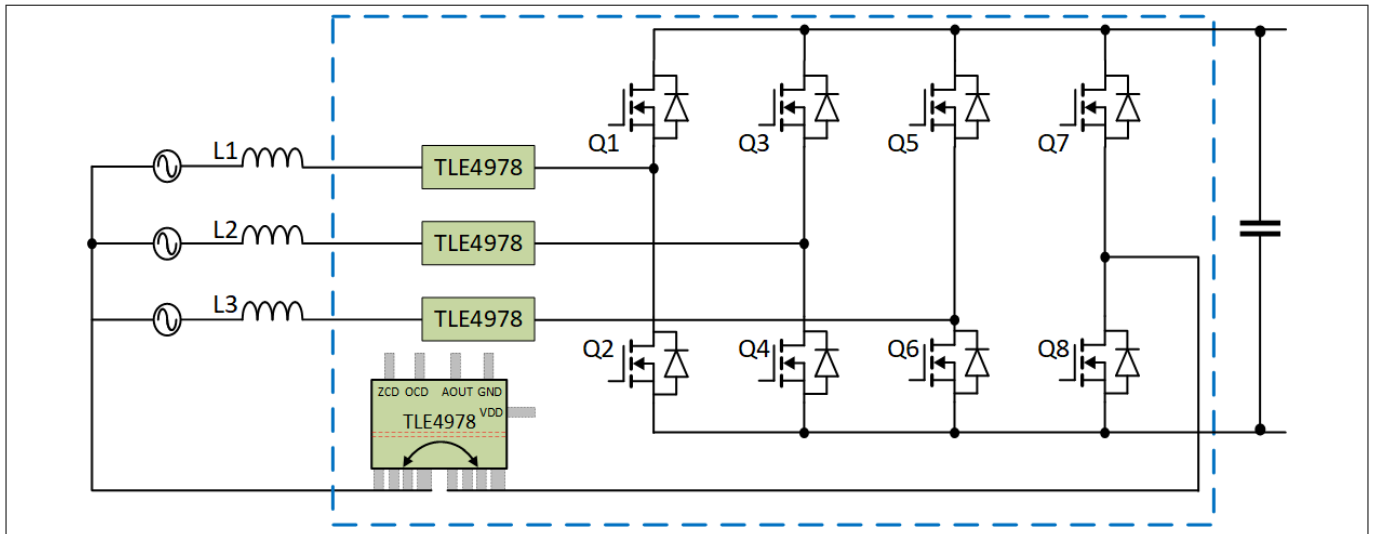 Q1
Q3
Q5
Q7
L1
TLE4978
L2
TLE4978
L3
TLE4978
Q2
Q4
Q6
Q8
ZCD OCD AOUT GND
VDD
TLE4978